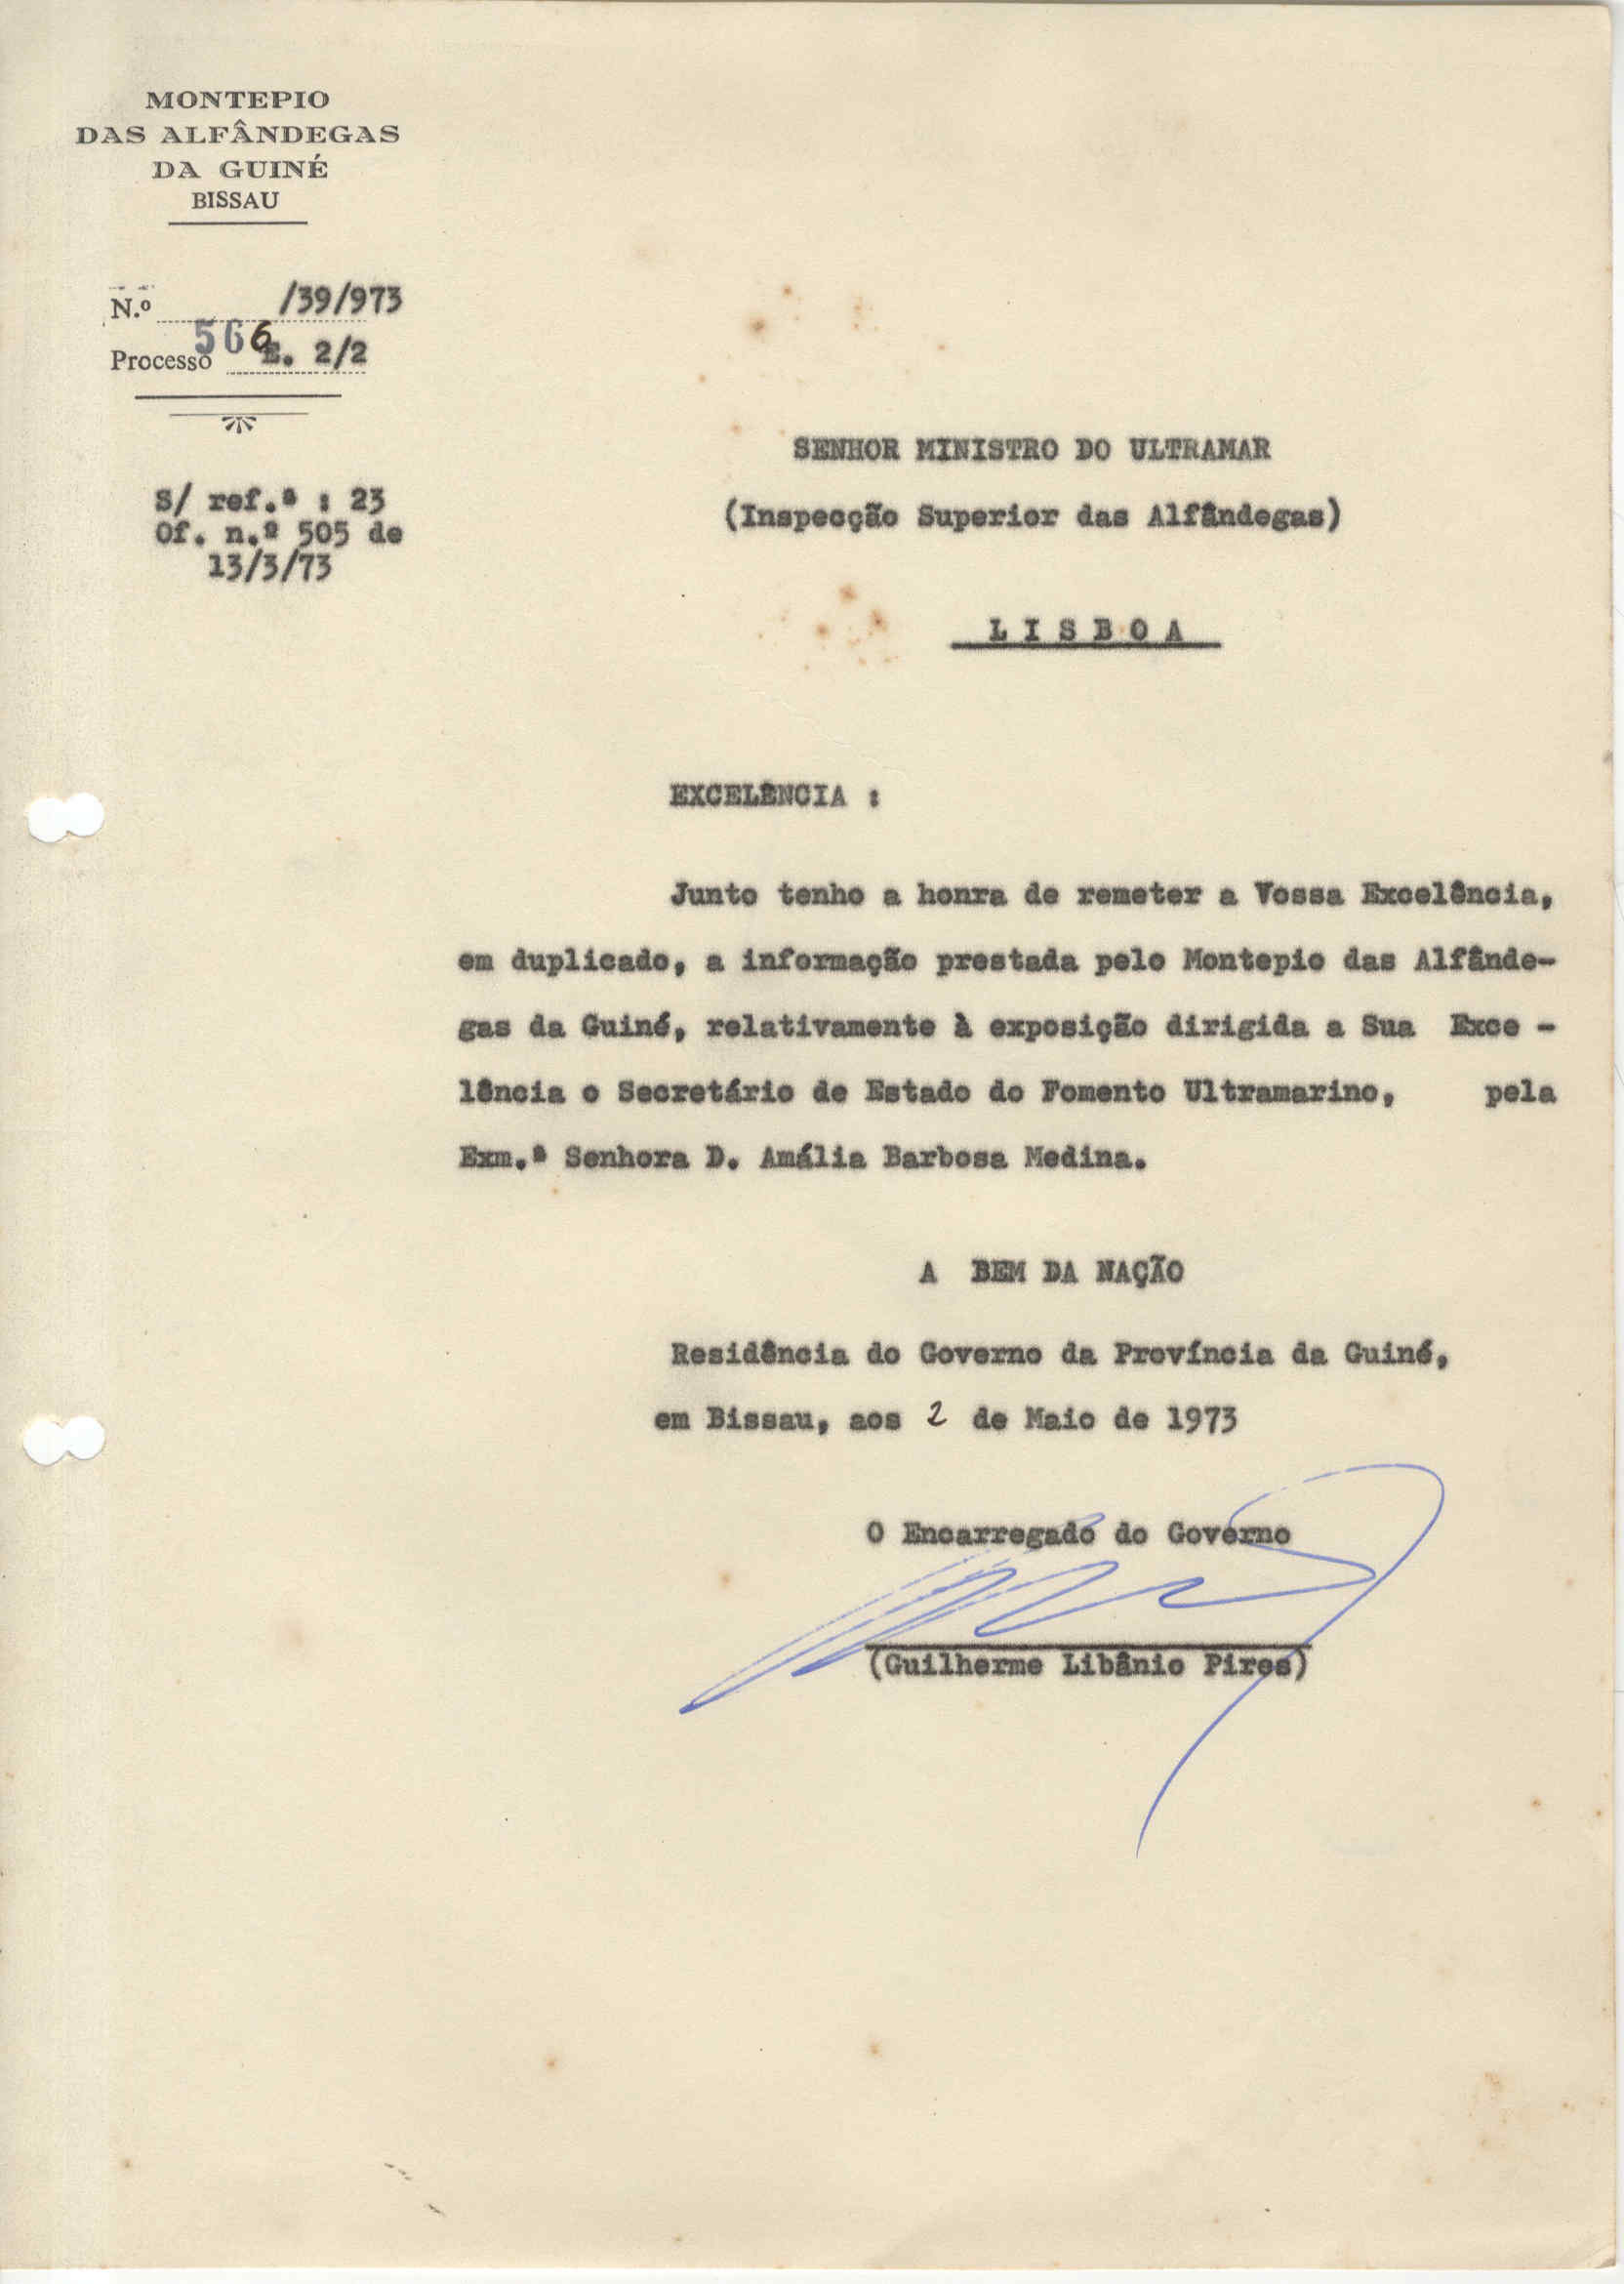 MONTEPIO
DAS ALFÂNDEGAS
DA GUINÉ
BISSAU
N.º 566/39/973
Processo E. 2/2
S/ ref.ª : 23
Of. n.º 505 de
13/3/73
SENHOR MINISTRO DO ULTRAMAR
(Inspecção Superior das Alfândegas)
LISBOA
EXCELÊNCIA :
Junto tenho a honra de remeter a Vossa Excelência,
em duplicado, a informação prestada pelo Montepio das Alfânde-
gas da Guiné, relativamente à exposição dirigida a Sua Exce -
lência o Secretário de Estado do Fomento Ultramarino, pela
Exm.ª Senhora D. Amália Barbosa Medina.
A BEM DA NAÇÃO
Residência do Governo da Província da Guiné,
em Bissau, aos 2 de Maio de 1973
O Encarregado do Governo
(Guilherme Libânio Pires)